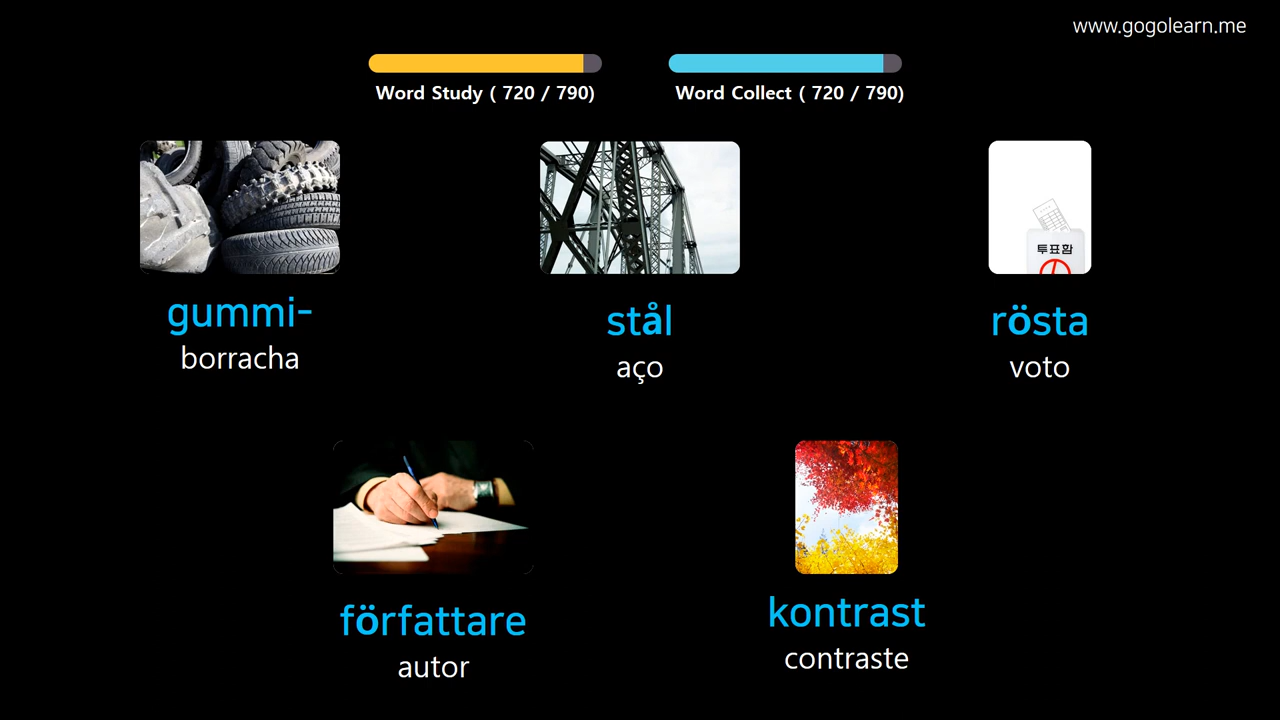 www.gogolearn.me
Word Study ( 720 / 790)
Word Collect ( 720 / 790)
투표함
gummi-
borracha
stål
aço
rösta
voto
författare
autor
kontrast
contraste